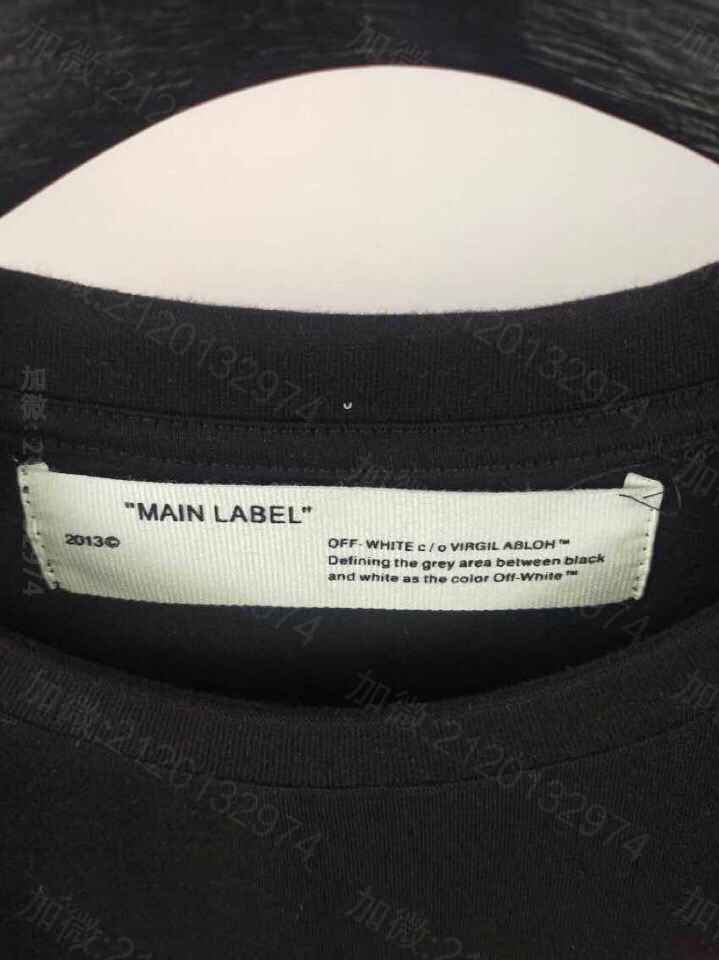 加微:2120132974
"MAIN LABEL"
2013©
OFF-WHITE c/o VIRGIL ABLOH™
Defining the grey area between black
and white as the color Off-White™